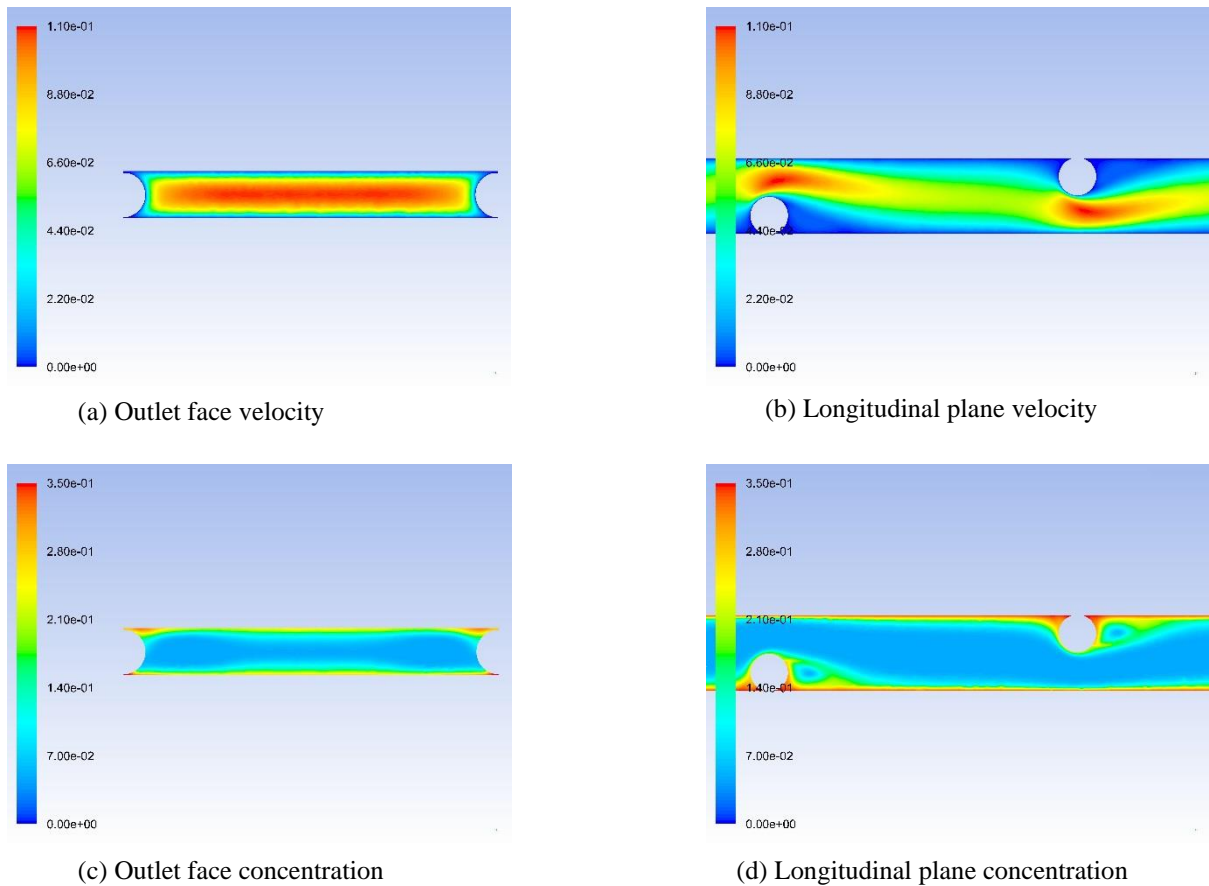 1.10e-01
8.80e-02
6.60e-02
4.40e-02
2.20e-02
0.00e+00
(a) Outlet face velocity
1.10e-01
8.80e-02
6.60e-02
4.40e-02
2.20e-02
0.00e+00
(b) Longitudinal plane velocity
3.50e-01
2.80e-01
2.10e-01
1.40e-01
7.00e-02
0.00e+00
(c) Outlet face concentration
3.50e-01
2.80e-01
2.10e-01
1.40e-01
7.00e-02
0.00e+00
(d) Longitudinal plane concentration